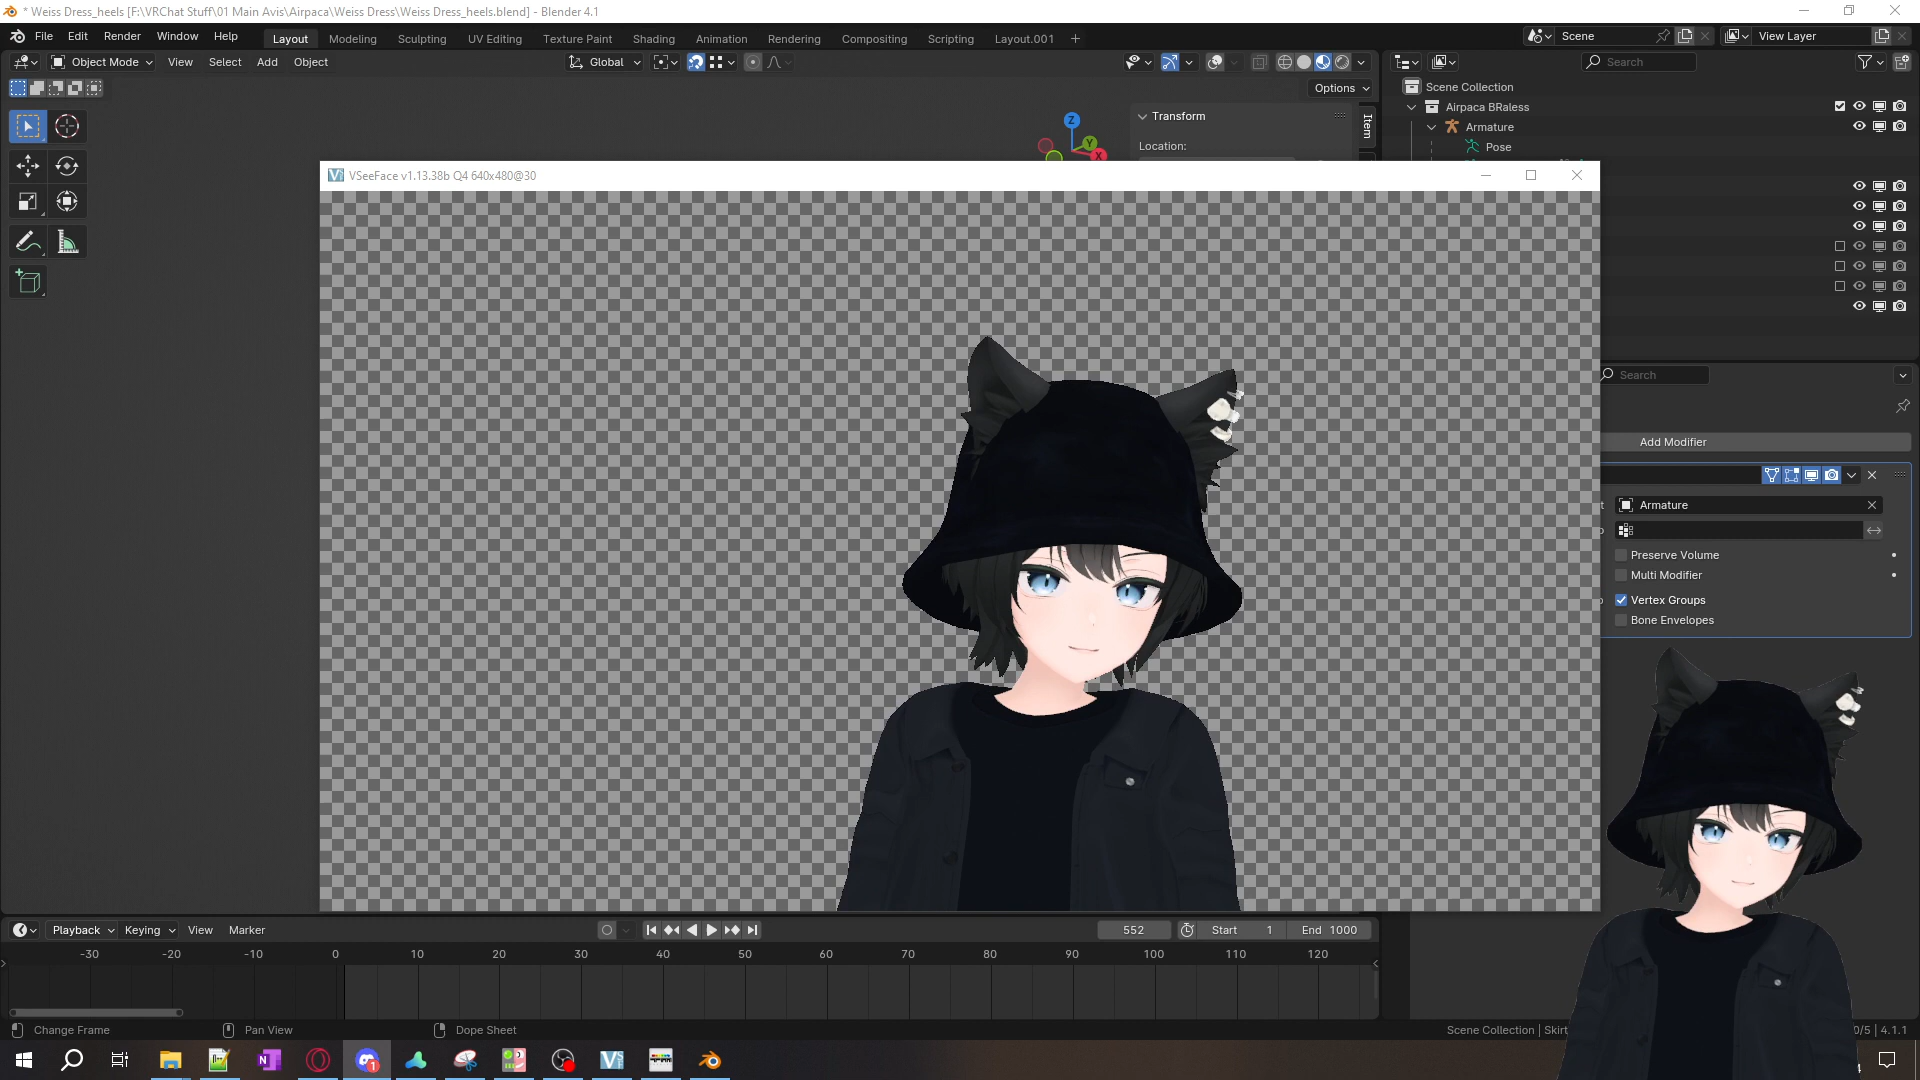 * Weiss Dress_heels [F:\VRChat Stuff\01 Main Avis\Airpaca\Weiss Dress\Weiss Dress_heels.blend] - Blender 4.1
File Edit Render Window Help Layout Modeling Sculpting UV Editing Texture Paint Shading Animation Rendering Compositing Scripting Layout.001 + Scene View Layer
Object Mode View Select Add Object Global Search
Options
Scene Collection
Airpaca BRaless
Armature
Pose
Transform
Item
Location:
Z
Y
X
VSeeFace v1.13.38b Q4 640x480@30
Search
Add Modifier
Armature
Preserve Volume
Multi Modifier
Vertex Groups
Bone Envelopes
Playback Keying View Marker 552 Start 1 End 1000
-30 -20 -10 0 10 20 30 40 50 60 70 80 90 100 110 120
Change Frame Pan View Dope Sheet Scene Collection | Skirt 0/5 | 4.1.1